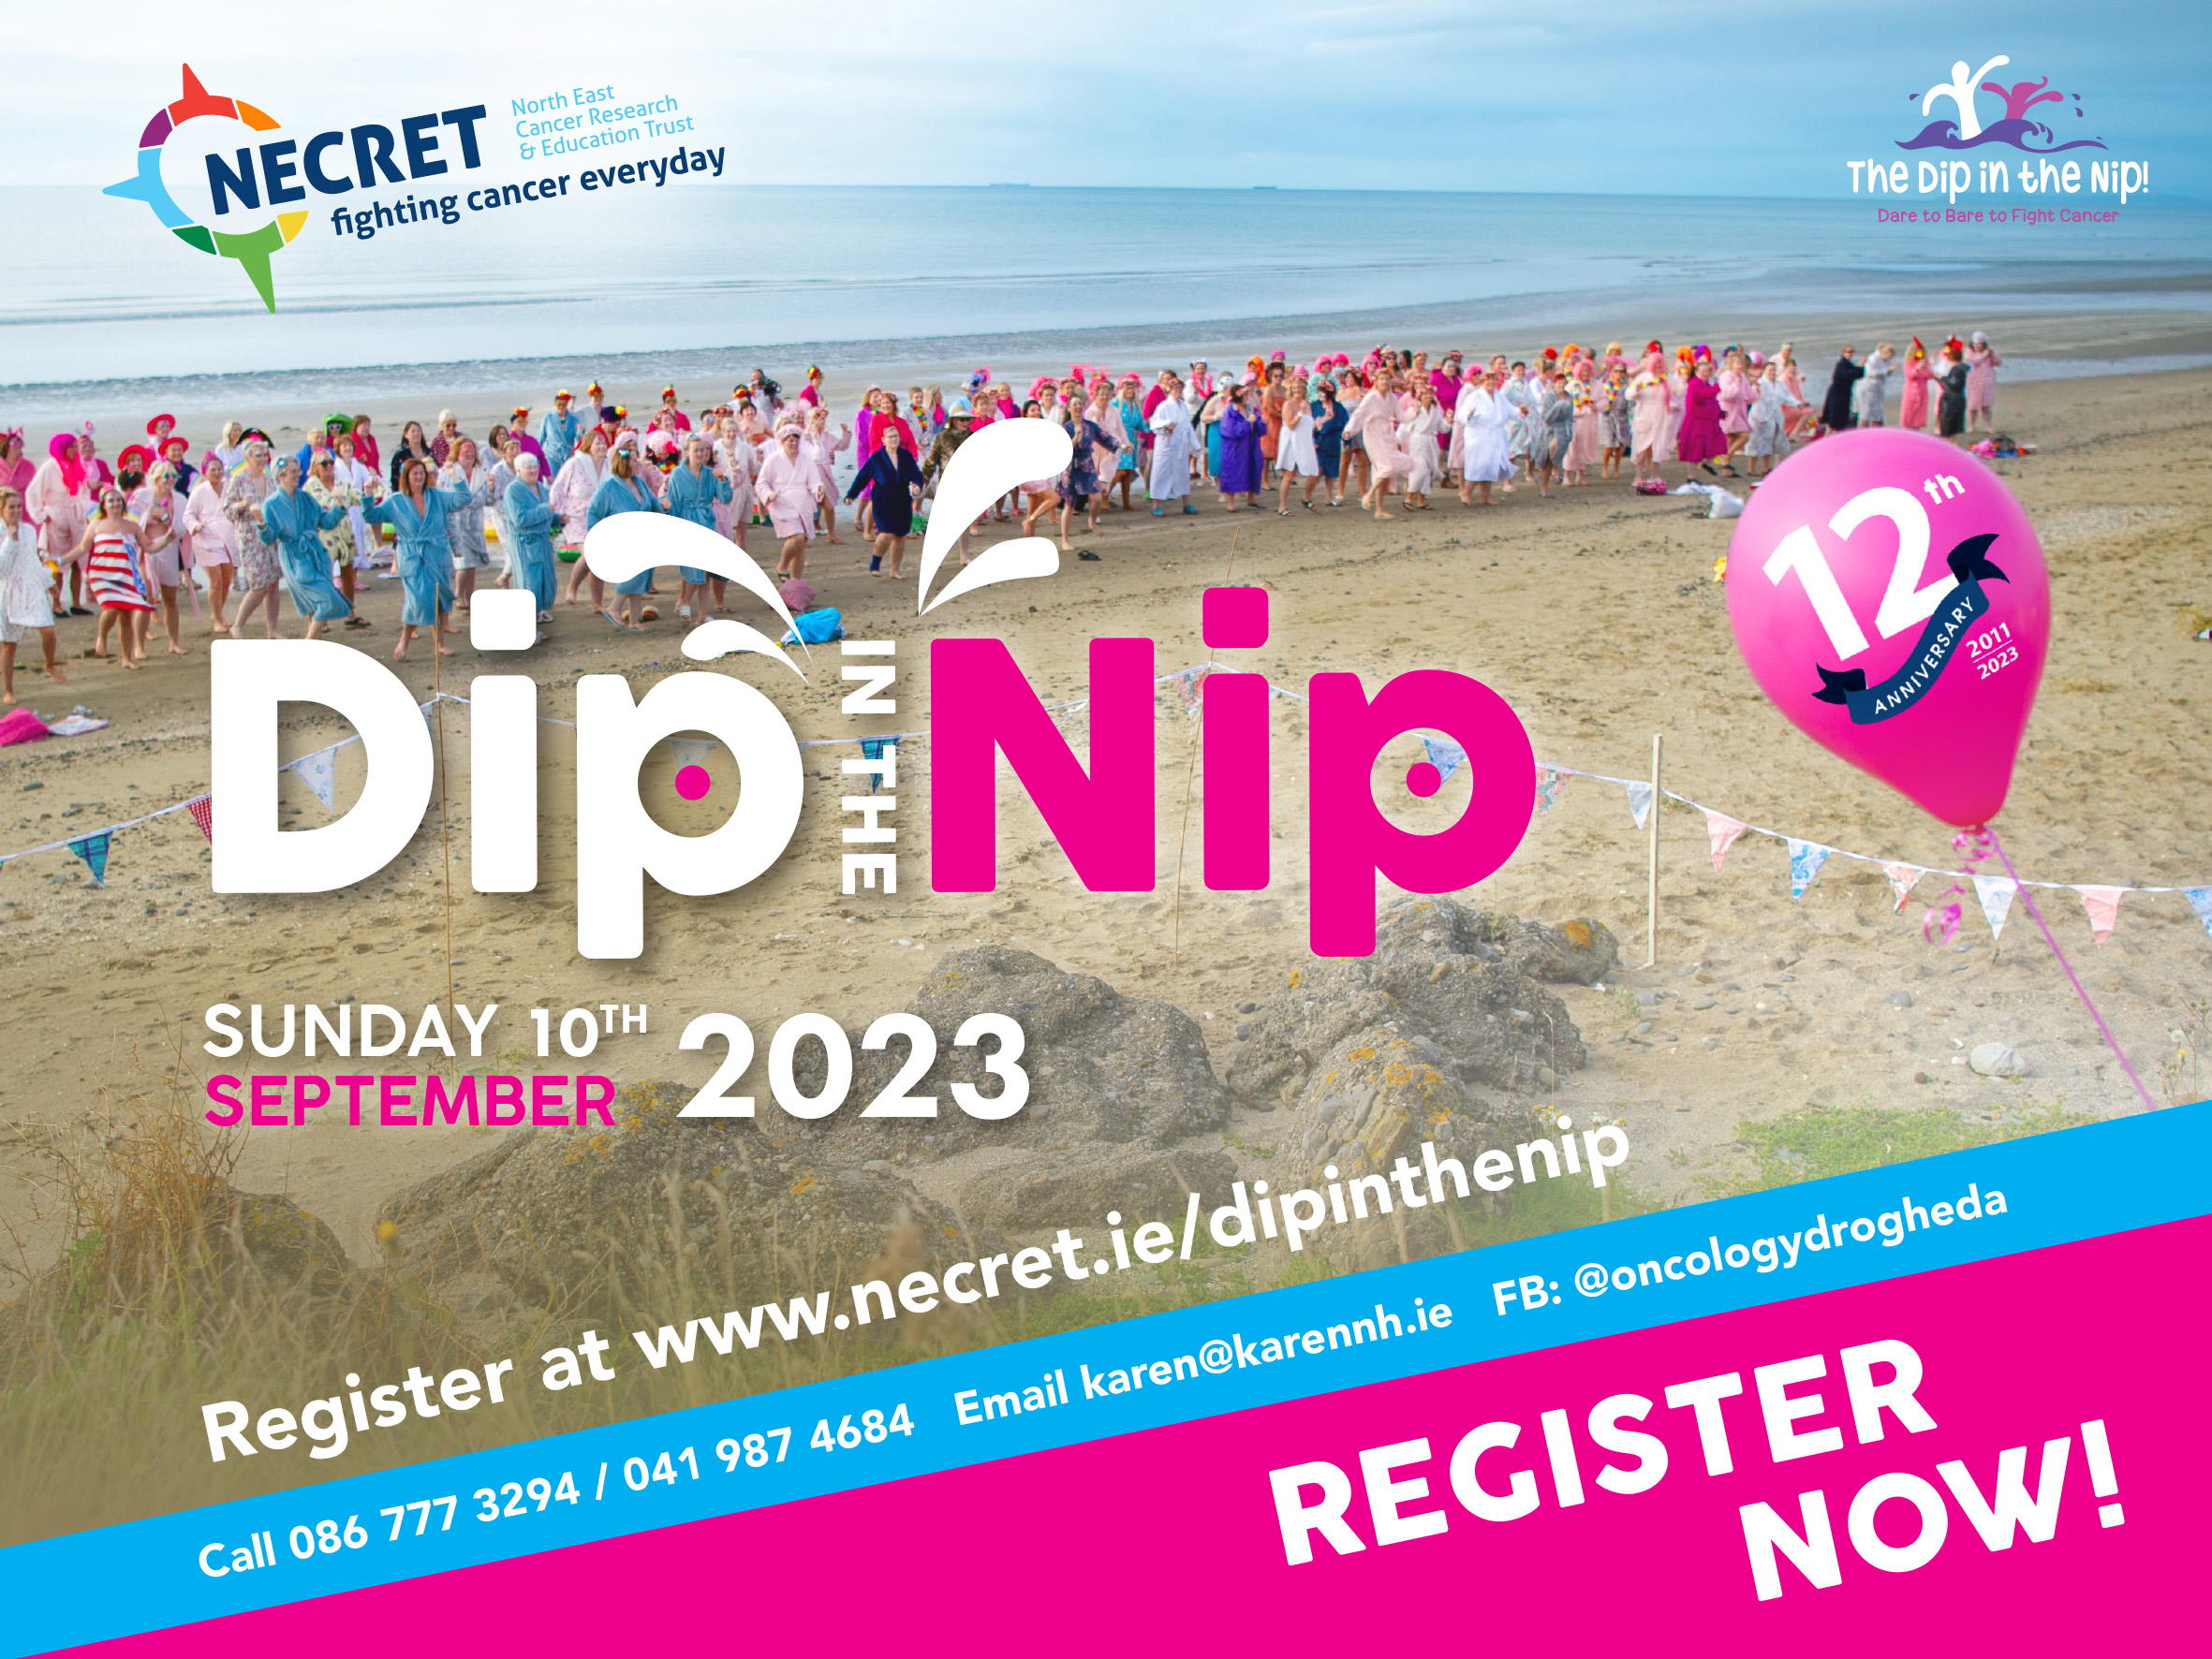 NECRET
North East
Cancer Research
& Education Trust
fighting cancer everyday
The Dip in the Nip!
Dare to Bare to Fight Cancer
12th
ANNIVERSARY
2011
2023
Dip IN THE Nip
SUNDAY 10TH
SEPTEMBER
2023
Register at www.necret.ie/dipinthenip
Call 086 777 3294 / 041 987 4684 Email karen@karennh.ie FB: @oncologydrogheda
REGISTER
NOW!